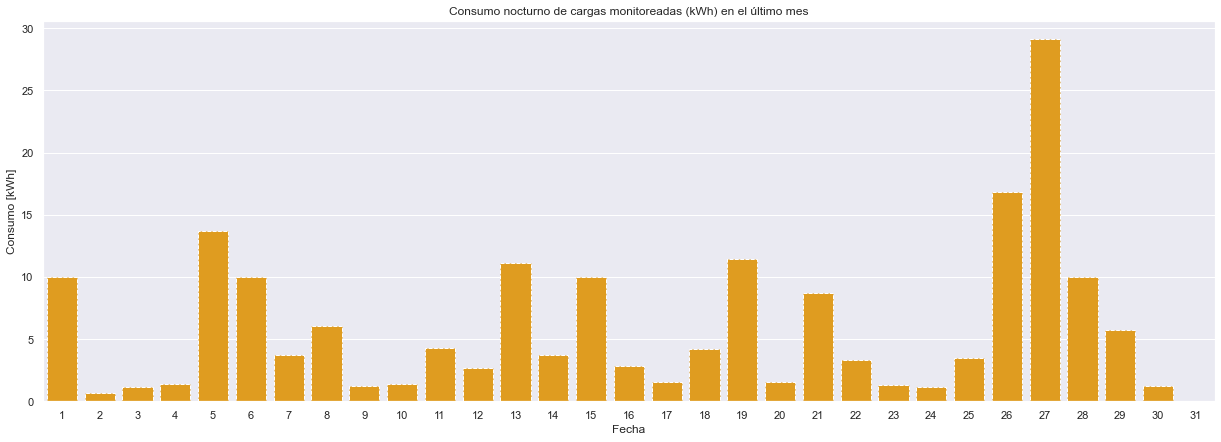 Consumo nocturno de cargas monitoreadas (kWh) en el último mes
30
25
20
15
10
5
0
Consumo [kWh]
1 2 3 4 5 6 7 8 9 10 11 12 13 14 15 16 17 18 19 20 21 22 23 24 25 26 27 28 29 30 31
Fecha